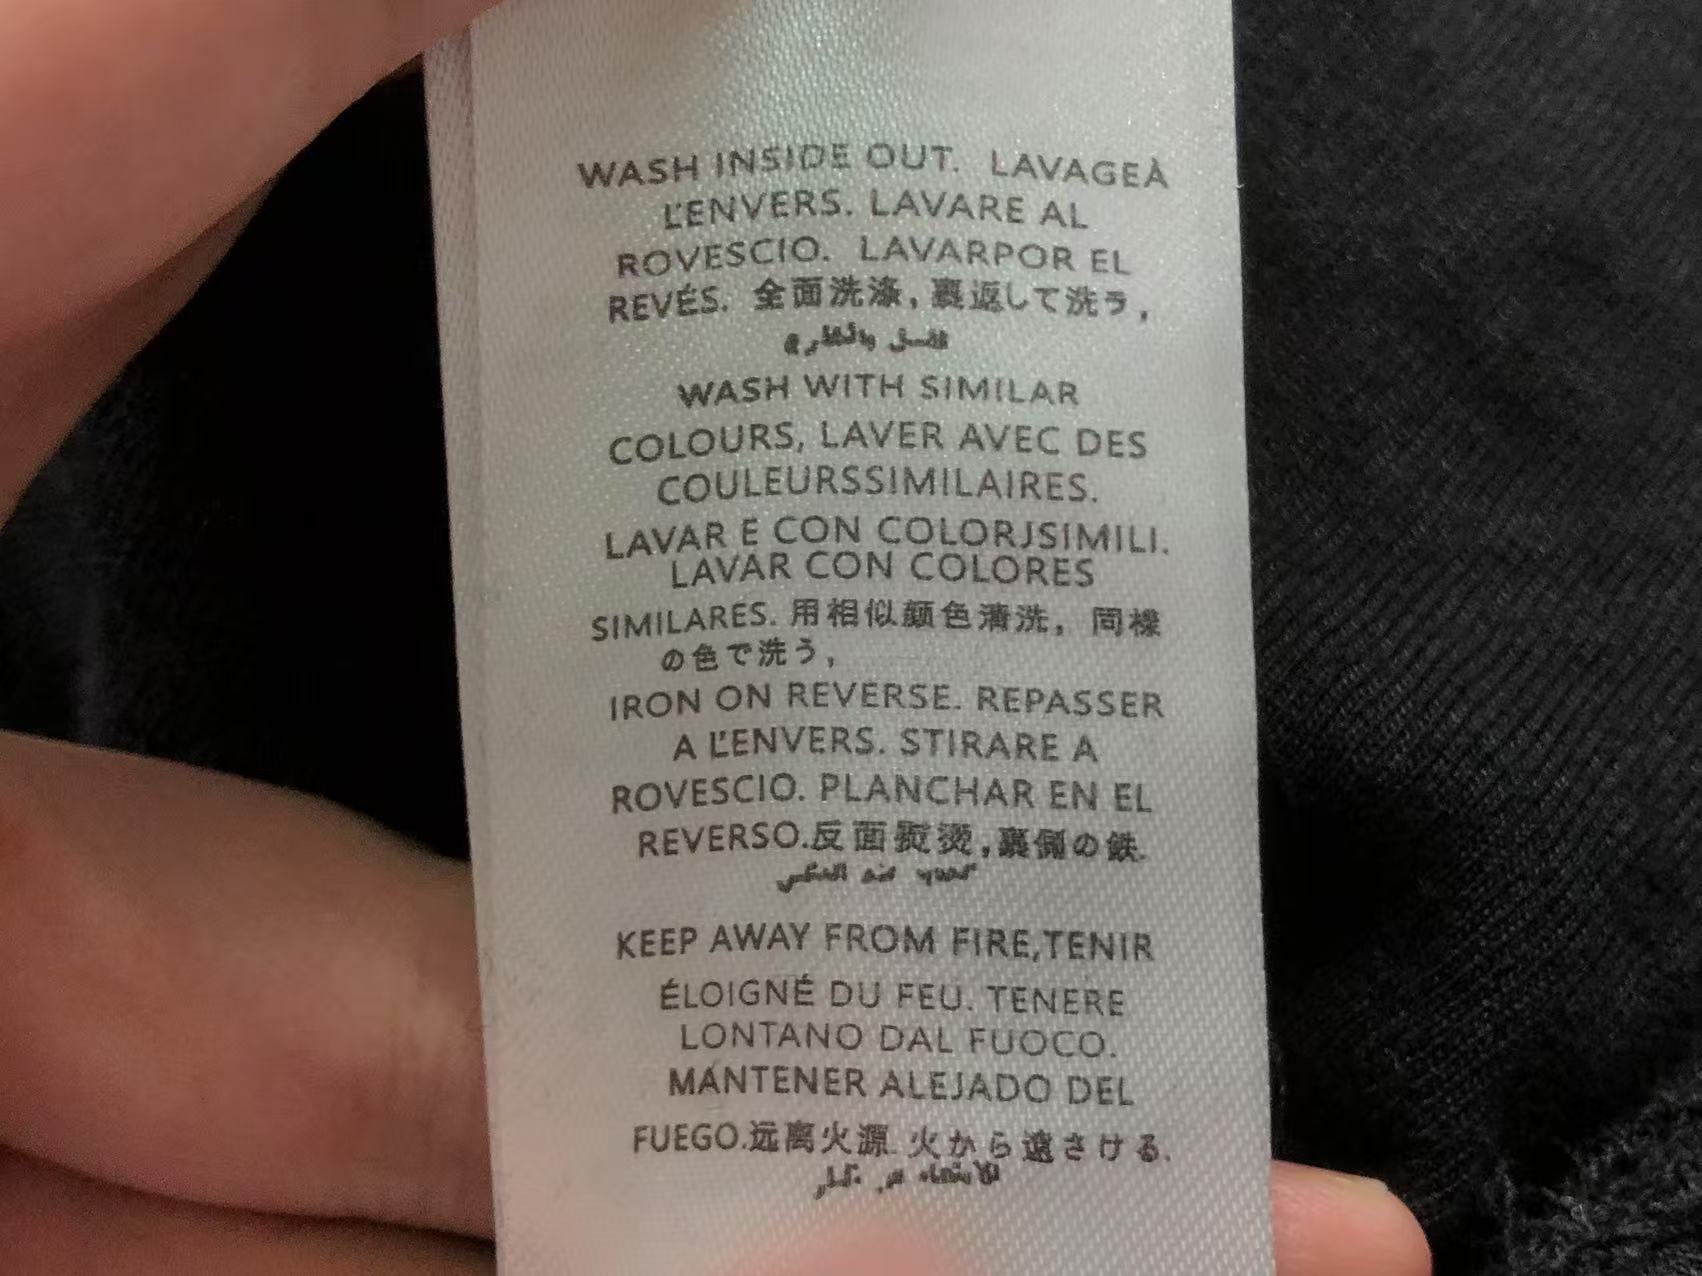 WASH INSIDE OUT. LAVAGEÀ
L'ENVERS. LAVARE AL
ROVESCIO. LAVARPOR EL
REVÉS. 全面洗涤,裏返して洗ラ,
WASH WITH SIMILAR
COLOURS, LAVER AVEC DES
COULEURSSIMILAIRES.
LAVAR E CON COLORJSIMILI.
LAVAR CON COLORES
SIMILARES. 用相似颜色清洗, 同樣
の色で洗う,
IRON ON REVERSE. REPASSER
A L'ENVERS. STIRARE A
ROVESCIO. PLANCHAR EN EL
REVERSO.反面熨烫,裏側の鉄.
KEEP AWAY FROM FIRE,TENIR
ÉLOIGNÉ DU FEU. TENERE
LONTANO DAL FUOCO.
MANTENER ALEJADO DEL
FUEGO.远离火源.火から遠さける.